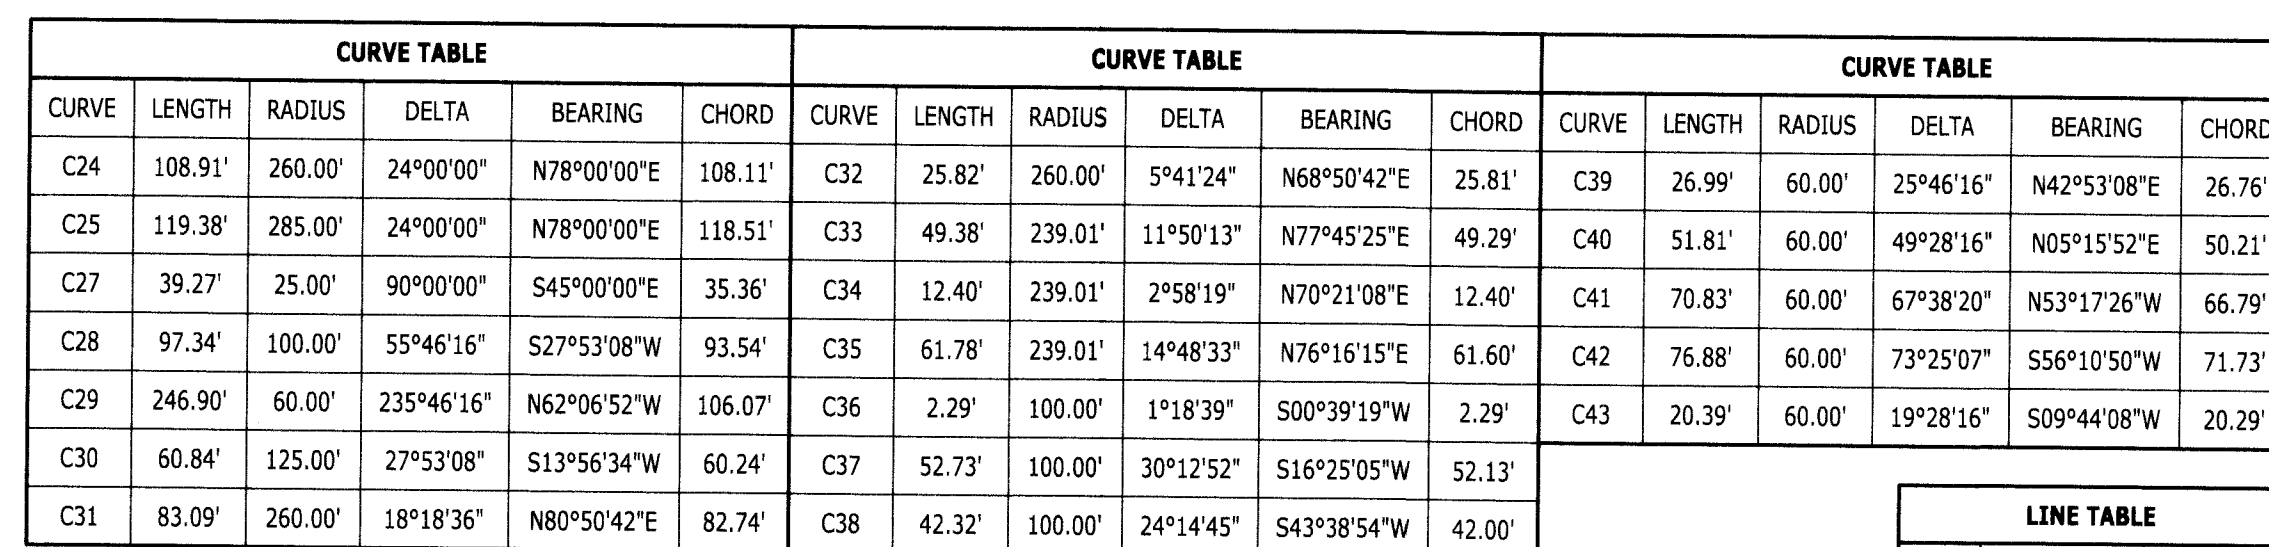 CURVE TABLE
CURVE LENGTH RADIUS DELTA BEARING CHORD
C24 108.91' 260.00' 24°00'00" N78°00'00"E 108.11'
C25 119.38' 285.00' 24°00'00" N78°00'00"E 118.51'
C27 39.27' 25.00' 90°00'00" S45°00'00"E 35.36'
C28 97.34' 100.00' 55°46'16" S27°53'08"W 93.54'
C29 246.90' 60.00' 235°46'16" N62°06'52"W 106.07'
C30 60.84' 125.00' 27°53'08" S13°56'34"W 60.24'
C31 83.09' 260.00' 18°18'36" N80°50'42"E 82.74'
CURVE TABLE
CURVE LENGTH RADIUS DELTA BEARING CHORD
C32 25.82' 260.00' 5°41'24" N68°50'42"E 25.81'
C33 49.38' 239.01' 11°50'13" N77°45'25"E 49.29'
C34 12.40' 239.01' 2°58'19" N70°21'08"E 12.40'
C35 61.78' 239.01' 14°48'33" N76°16'15"E 61.60'
C36 2.29' 100.00' 1°18'39" S00°39'19"W 2.29'
C37 52.73' 100.00' 30°12'52" S16°25'05"W 52.13'
C38 42.32' 100.00' 24°14'45" S43°38'54"W 42.00'
CURVE TABLE
CURVE LENGTH RADIUS DELTA BEARING CHORD
C39 26.99' 60.00' 25°46'16" N42°53'08"E 26.76'
C40 51.81' 60.00' 49°28'16" N05°15'52"E 50.21'
C41 70.83' 60.00' 67°38'20" N53°17'26"W 66.79'
C42 76.88' 60.00' 73°25'07" S56°10'50"W 71.73'
C43 20.39' 60.00' 19°28'16" S09°44'08"W 20.29'
LINE TABLE